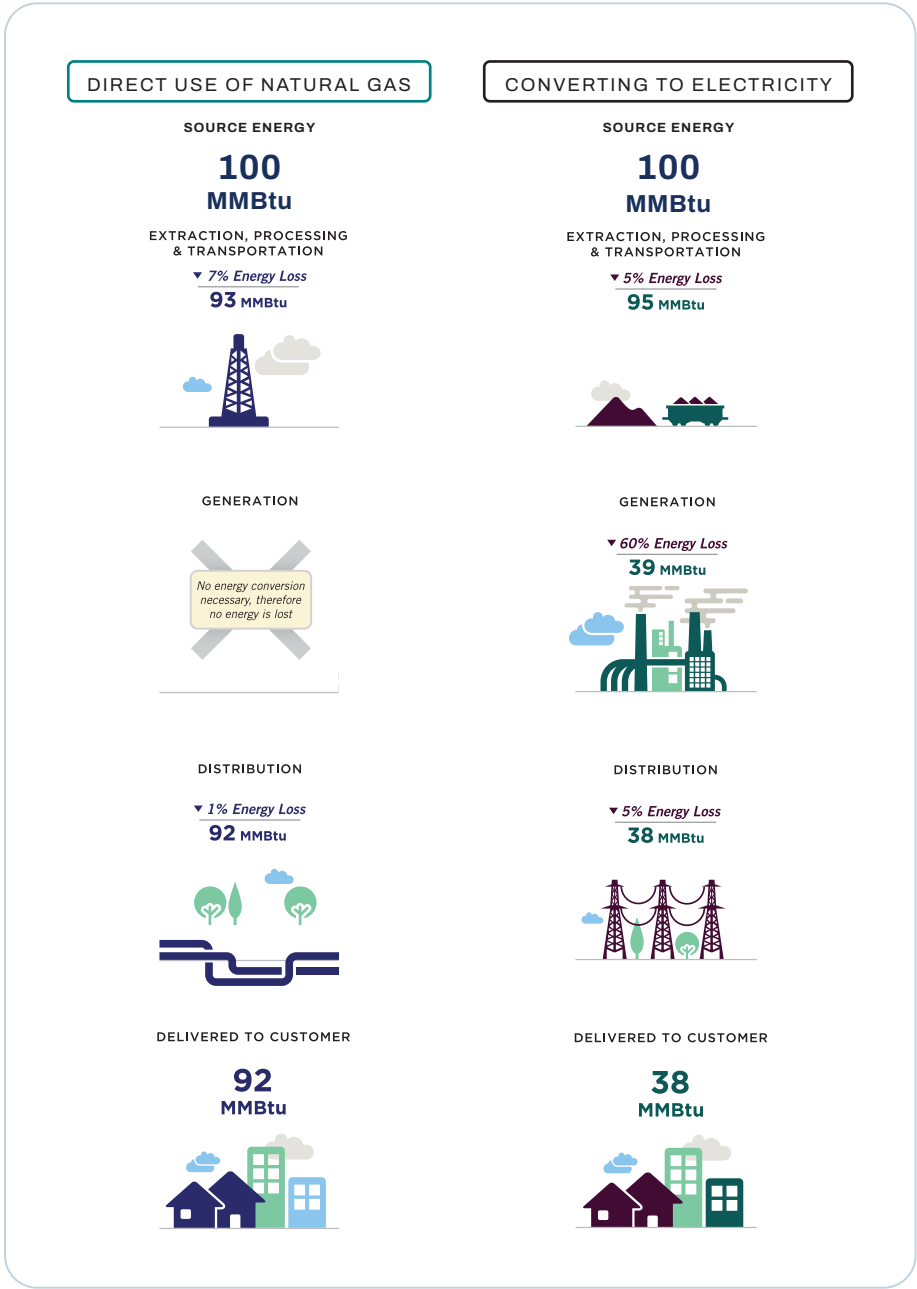 DIRECT USE OF NATURAL GAS
SOURCE ENERGY
100
MMBtu
EXTRACTION, PROCESSING
& TRANSPORTATION
▼ 7% Energy Loss
93 MMBtu
GENERATION
No energy conversion
necessary, therefore
no energy is lost
DISTRIBUTION
▼ 1% Energy Loss
92 MMBtu
DELIVERED TO CUSTOMER
92
MMBtu
CONVERTING TO ELECTRICITY
SOURCE ENERGY
100
MMBtu
EXTRACTION, PROCESSING
& TRANSPORTATION
▼ 5% Energy Loss
95 MMBtu
GENERATION
▼ 60% Energy Loss
39 MMBtu
DISTRIBUTION
▼ 5% Energy Loss
38 MMBtu
DELIVERED TO CUSTOMER
38
MMBtu